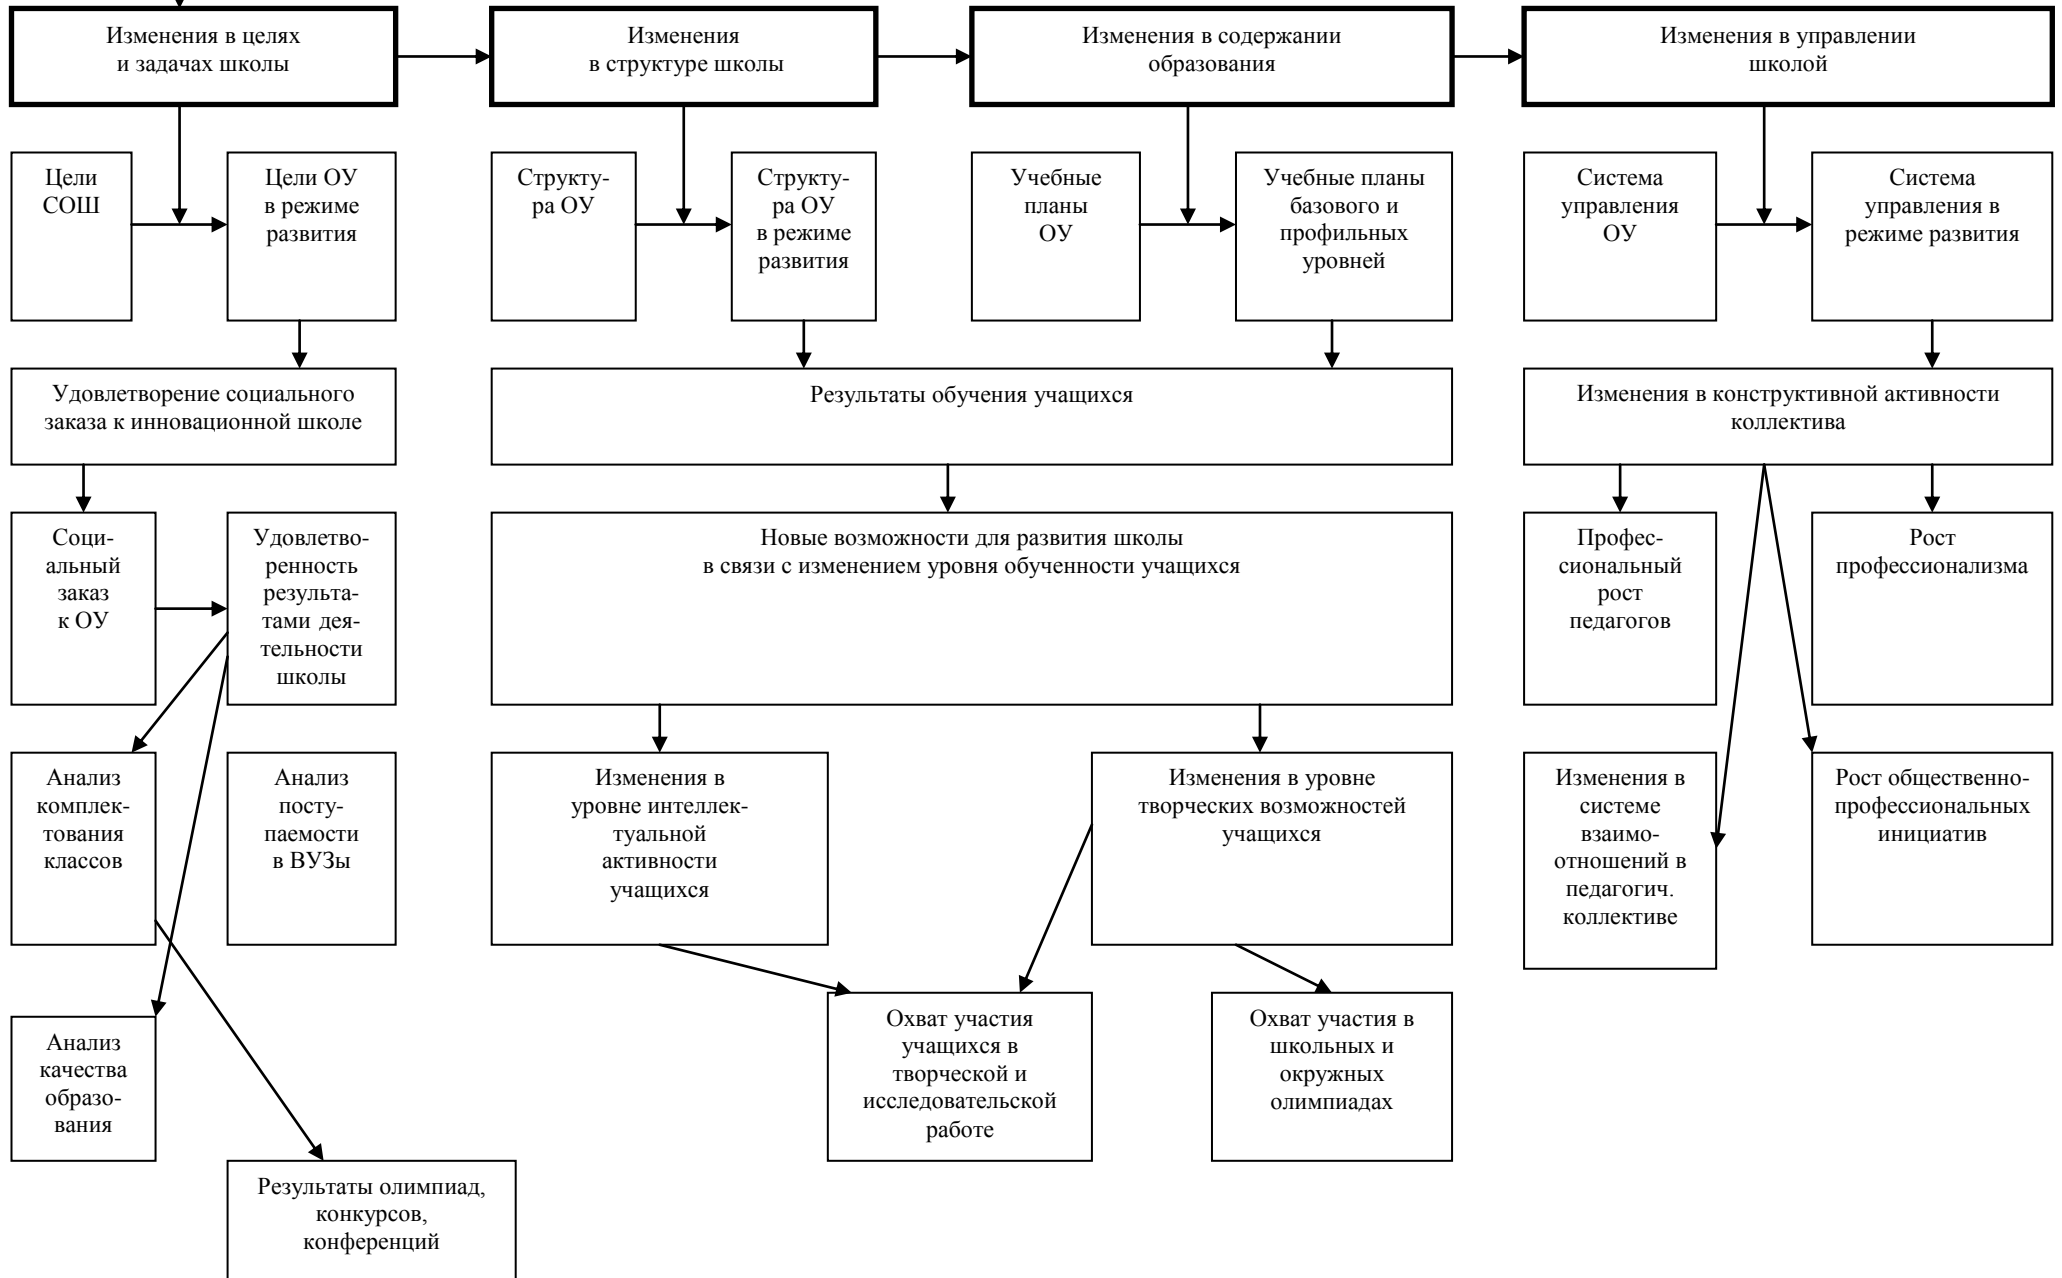 Изменения в целях
и задачах школы
Изменения
в структуре школы
Изменения в содержании
образования
Изменения в управлении
школой
Цели
СОШ
Цели ОУ
в режиме
развития
Структу-
ра ОУ
Структу-
ра ОУ
в режиме
развития
Учебные
планы
ОУ
Учебные планы
базового и
профильных
уровней
Система
управления
ОУ
Система
управления в
режиме развития
Удовлетворение социального
заказа к инновационной школе
Результаты обучения учащихся
Изменения в конструктивной активности
коллектива
Соци-
альный
заказ
к ОУ
Удовлетво-
ренность
результа-
тами дея-
тельности
школы
Новые возможности для развития школы
в связи с изменением уровня обученности учащихся
Профес-
сиональный
рост
педагогов
Рост
профессионализма
Анализ
комплек-
тования
классов
Анализ
посту-
паемости
в ВУЗы
Изменения в
уровне интеллек-
туальной
активности
учащихся
Изменения в уровне
творческих возможностей
учащихся
Изменения в
системе
взаимо-
отношений в
педагогич.
коллективе
Рост общественно-
профессиональных
инициатив
Анализ
качества
образо-
вания
Охват участия
учащихся в
творческой и
исследовательской
работе
Охват участия в
школьных и
окружных
олимпиадах
Результаты олимпиад,
конкурсов,
конференций